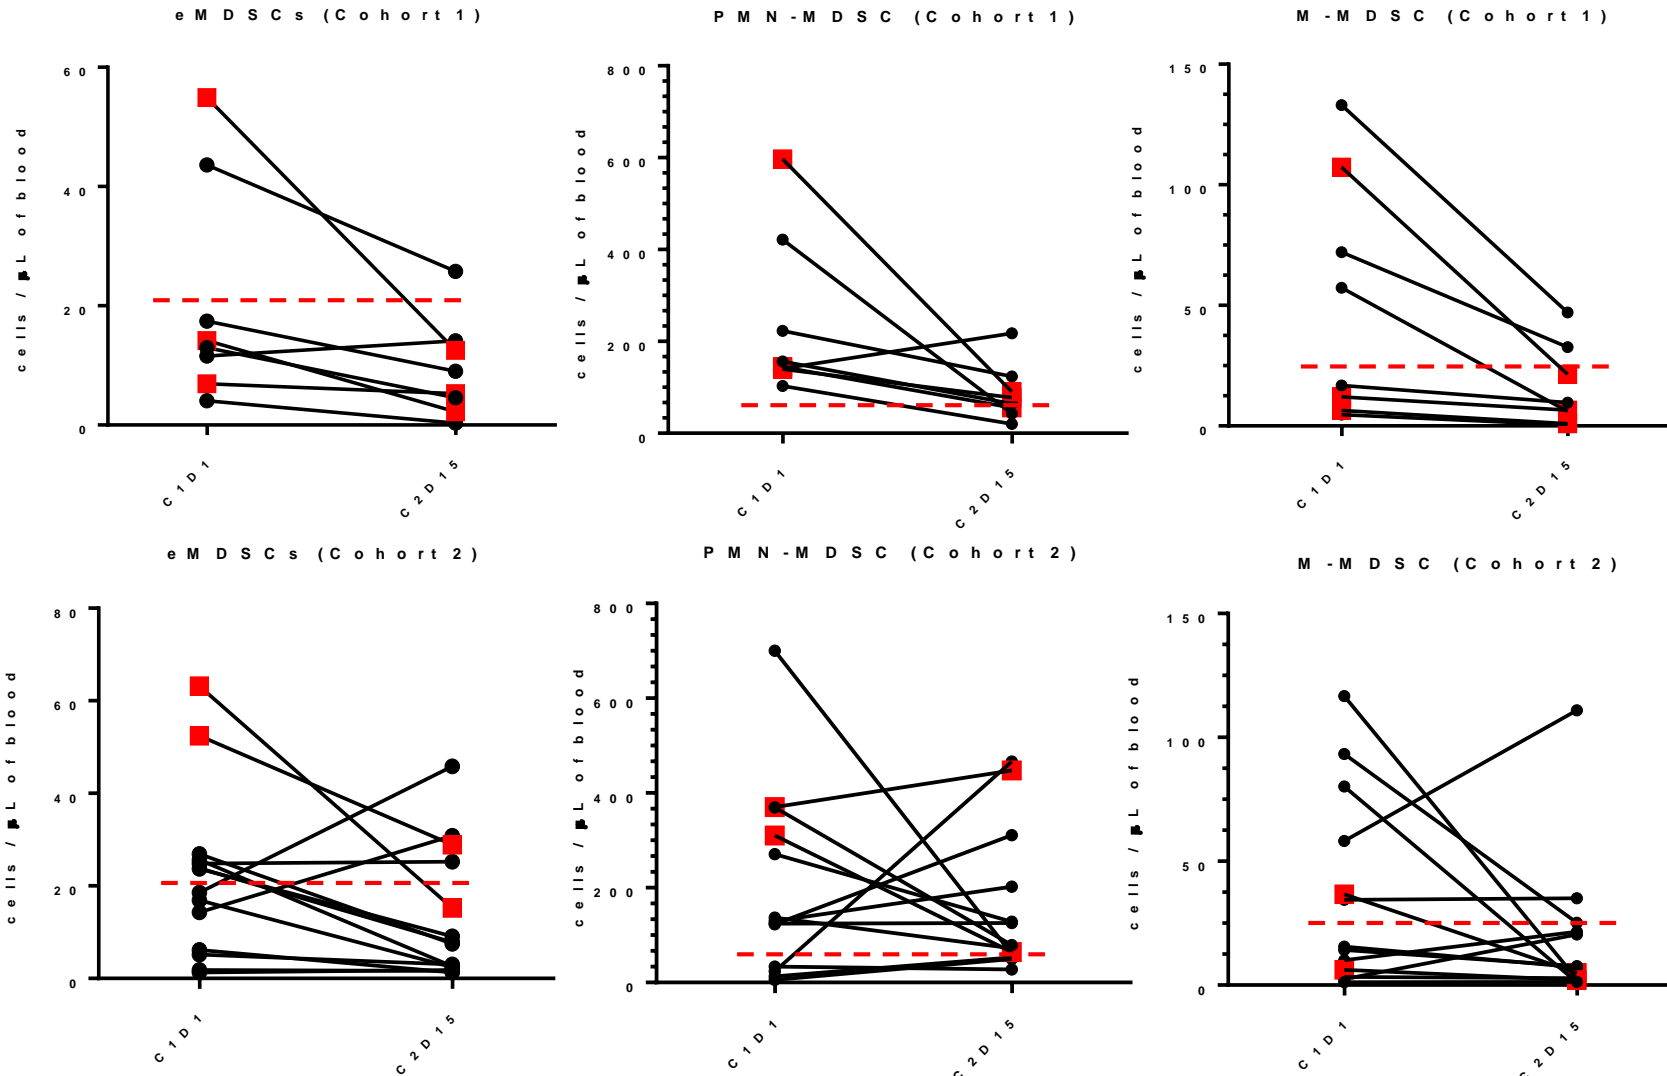 eMDSCs (Cohort 1)
60
40
20
0
cells / µL of blood
C1D1
C2D15
PMN-MDSC (Cohort 1)
800
600
400
200
0
cells / µL of blood
C1D1
C2D15
M-MDSC (Cohort 1)
150
100
50
0
cells / µL of blood
C1D1
C2D15
eMDSCs (Cohort 2)
80
60
40
20
0
cells / µL of blood
C1D1
C2D15
PMN-MDSC (Cohort 2)
800
600
400
200
0
cells / µL of blood
C1D1
C2D15
M-MDSC (Cohort 2)
150
100
50
0
cells / µL of blood
C1D1
C2D15